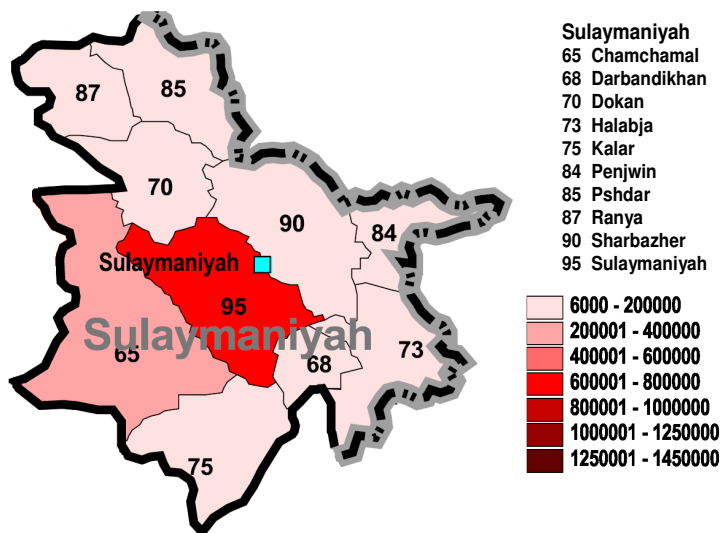 87
85
70
90
84
Sulaymaniyah
95
Sulaymaniyah
65
68
73
75
Sulaymaniyah
65 Chamchamal
68 Darbandikhan
70 Dokan
73 Halabja
75 Kalar
84 Penjwin
85 Pshdar
87 Ranya
90 Sharbazher
95 Sulaymaniyah
6000 - 200000
200001 - 400000
400001 - 600000
600001 - 800000
800001 - 1000000
1000001 - 1250000
1250001 - 1450000